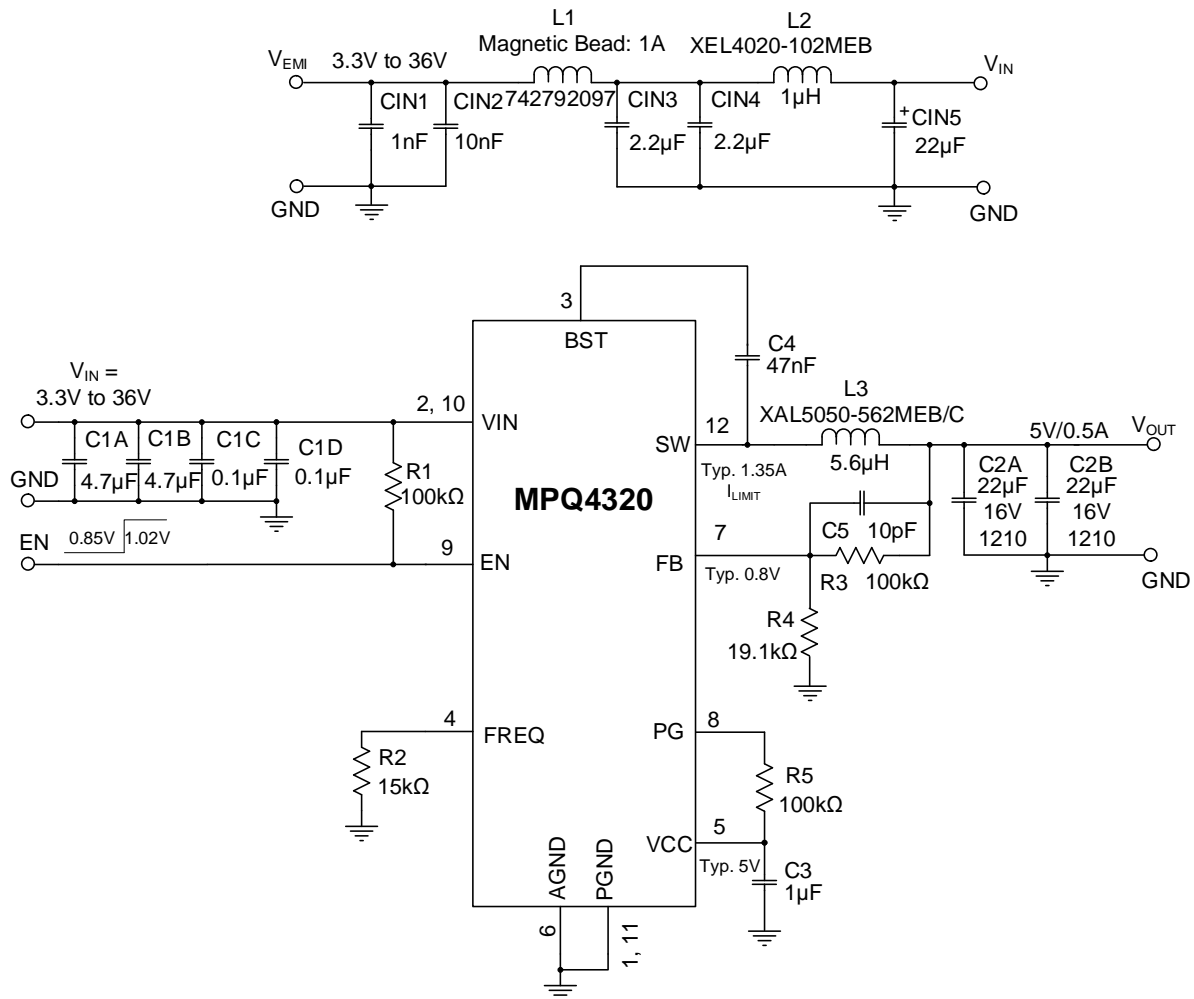 L1
Magnetic Bead: 1A
L2
XEL4020-102MEB
VEMI
3.3V to 36V
VIN
CIN1
CIN2
742792097
CIN3
CIN4
1µH
+
CIN5
1nF
10nF
2.2µF
2.2µF
22µF
GND
GND
3
BST
C4
47nF
VIN =
3.3V to 36V
2, 10
VIN
L3
XAL5050-562MEB/C
12
SW
5V/0.5A
VOUT
C1A
C1B
C1C
C1D
4.7µF
4.7µF
0.1µF
0.1µF
GND
R1
100kΩ
5.6µH
Typ. 1.35A
ILIMIT
MPQ4320
C2A
22µF
16V
1210
C2B
22µF
16V
1210
EN
0.85V
1.02V
9
EN
C5
10pF
7
FB
Typ. 0.8V
R3
100kΩ
GND
R4
19.1kΩ
4
FREQ
R2
15kΩ
8
PG
R5
100kΩ
5
VCC
Typ. 5V
C3
1µF
AGND
PGND
6
1, 11